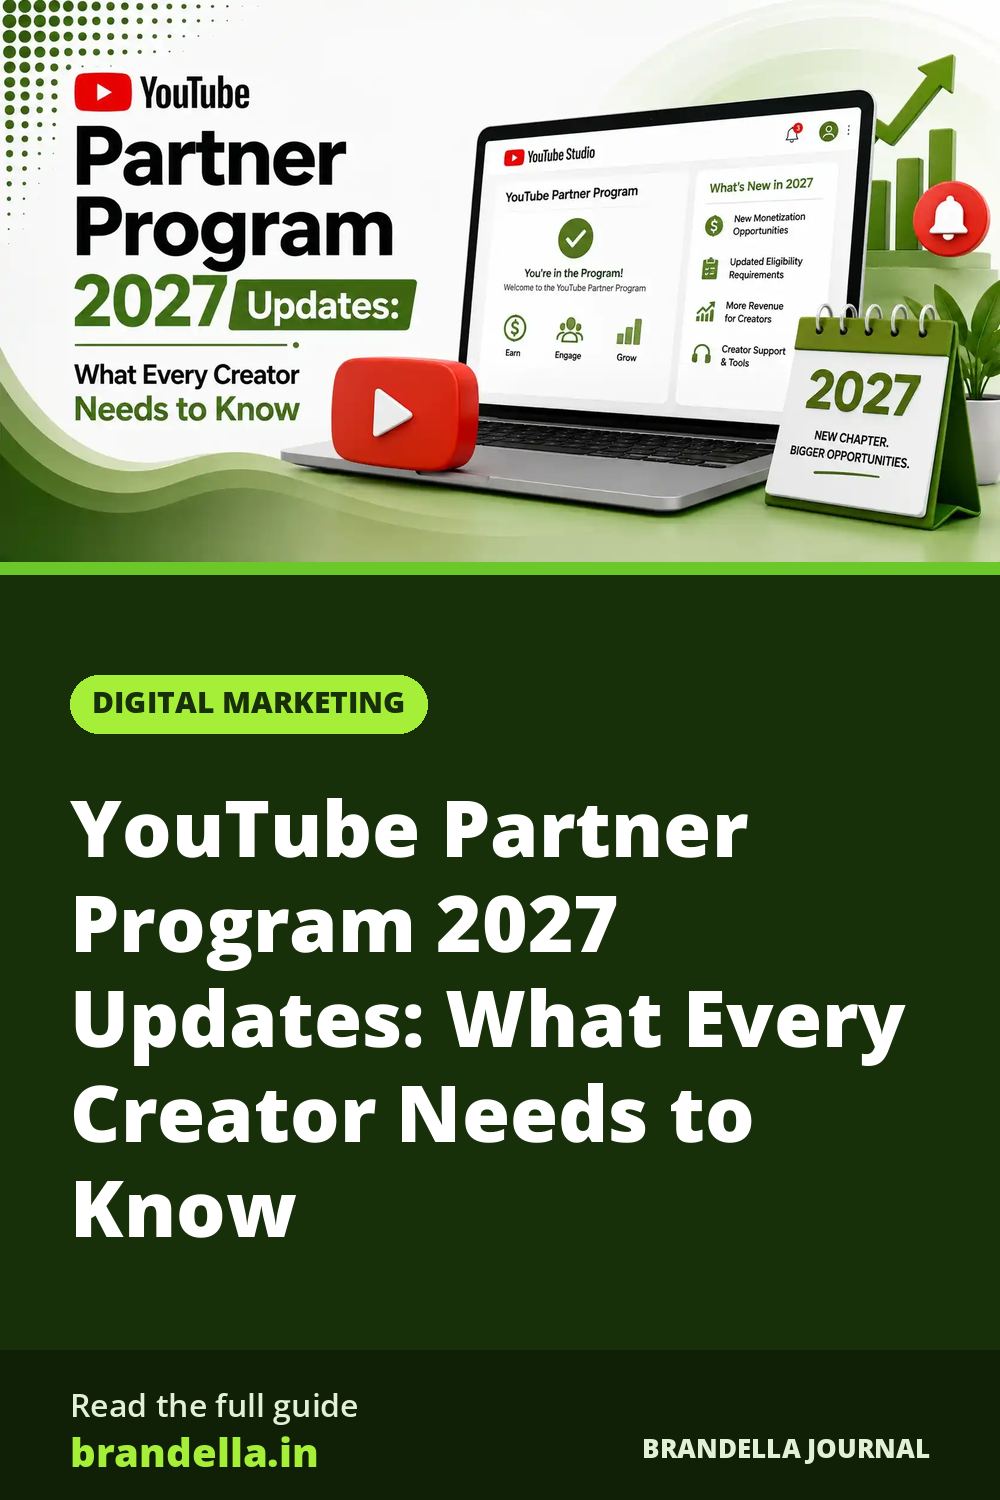 YouTube
Partner
Program
2027 Updates:
What Every Creator
Needs to Know
YouTube Studio
3
YouTube Partner Program
You're in the Program!
Welcome to the YouTube Partner Program
Earn
Engage
Grow
What's New in 2027
New Monetization
Opportunities
Updated Eligibility
Requirements
More Revenue
for Creators
Creator Support
& Tools
2027
NEW CHAPTER.
BIGGER OPPORTUNITIES.
DIGITAL MARKETING
YouTube Partner
Program 2027
Updates: What Every
Creator Needs to
Know
Read the full guide
brandella.in
BRANDELLA JOURNAL